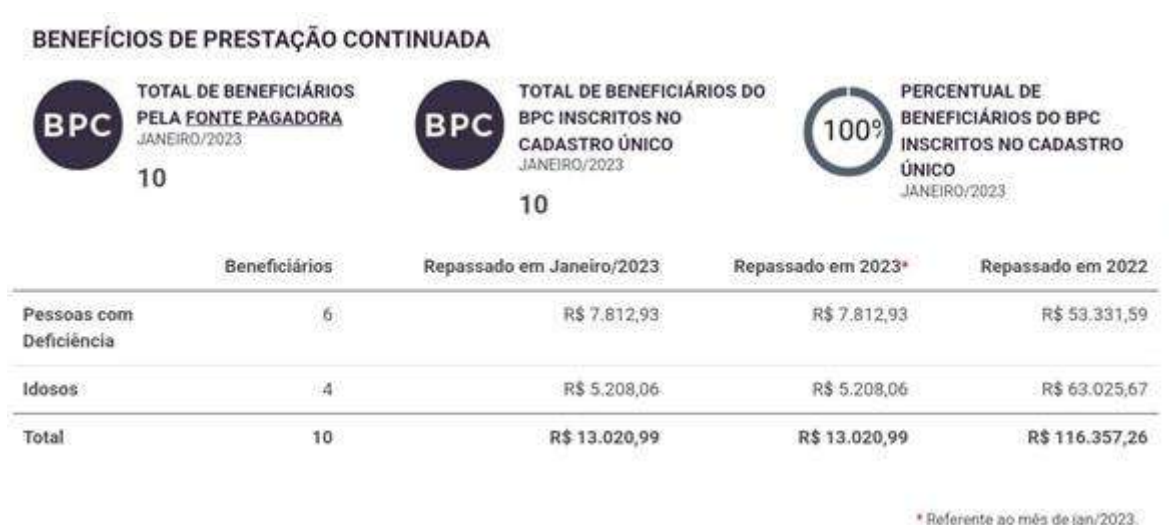 BENEFÍCIOS DE PRESTAÇÃO CONTINUADA
BPC
TOTAL DE BENEFICIÁRIOS
PELA FONTE PAGADORA
JANEIRO/2023
10
BPC
TOTAL DE BENEFICIÁRIOS DO
BPC INSCRITOS NO
CADASTRO ÚNICO
JANEIRO/2023
10
100%
PERCENTUAL DE
BENEFICIÁRIOS DO BPC
INSCRITOS NO CADASTRO
ÚNICO
JANEIRO/2023
Beneficiários Repassado em Janeiro/2023 Repassado em 2023* Repassado em 2022
Pessoas com 6 R$ 7.812,93 R$ 7.812,93 R$ 53.331,59
Deficiência
Idosos 4 R$ 5.208,06 R$ 5.208,06 R$ 63.025,67
Total 10 R$ 13.020,99 R$ 13.020,99 R$ 116.357,26
* Referente ao mês de jan/2023.